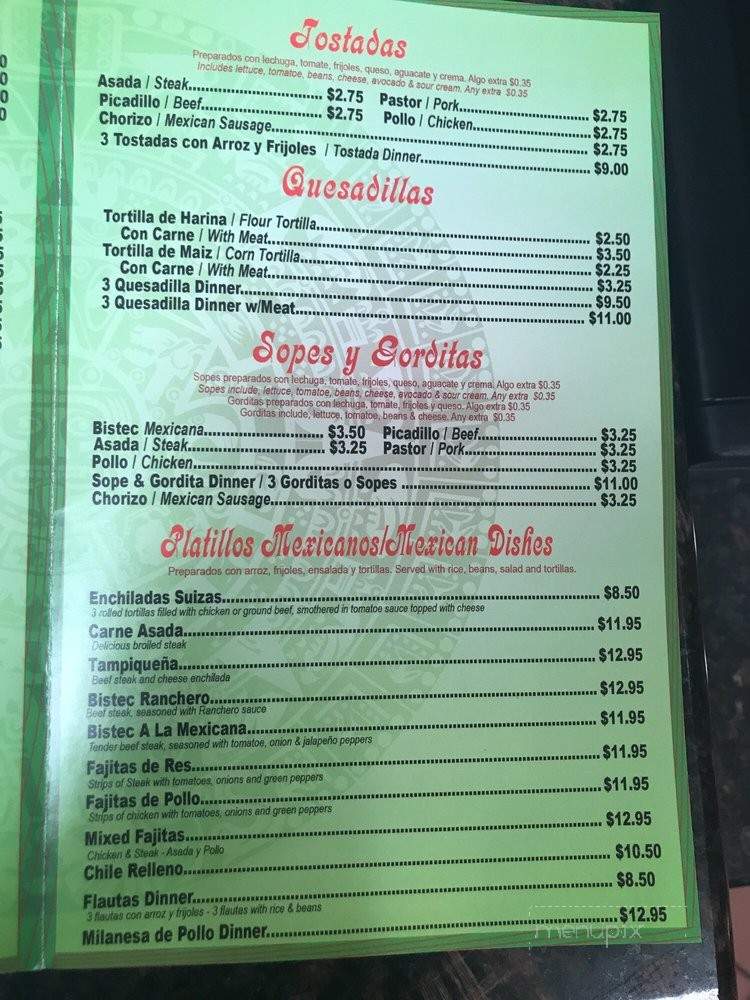 Tostadas
Preparados con lechuga, tomate, frijoles, queso, aguacate y crema. Algo extra $0.35
Includes lettuce, tomatoe, beans, cheese, avocado & sour cream. Any extra $0.35
Asada / Steak.......... $2.75 Pastor / Pork.......... $2.75
Picadillo / Beef.......... $2.75 Pollo / Chicken.......... $2.75
Chorizo / Mexican Sausage.......... $2.75
3 Tostadas con Arroz y Frijoles / Tostada Dinner.......... $9.00
Quesadillas
Tortilla de Harina / Flour Tortilla.......... $2.50
Con Carne / With Meat.......... $3.50
Tortilla de Maiz / Corn Tortilla.......... $2.25
Con Carne / With Meat.......... $3.25
3 Quesadilla Dinner.......... $9.50
3 Quesadilla Dinner w/Meat.......... $11.00
Sopes y Gorditas
Sopes preparados con lechuga, tomate, frijoles, queso, aguacate y crema. Algo extra $0.35
Sopes include, lettuce, tomatoe, beans, cheese, avocado & sour cream. Any extra $0.35
Gorditas preparados con lechuga, tomate, frijoles y queso. Algo extra $0.35
Gorditas include, lettuce, tomatoe, beans & cheese. Any extra $0.35
Bistec Mexicana.......... $3.50 Picadillo / Beef.......... $3.25
Asada / Steak.......... $3.25 Pastor / Pork.......... $3.25
Pollo / Chicken.......... $3.25
Sope & Gordita Dinner / 3 Gorditas o Sopes .......... $11.00
Chorizo / Mexican Sausage.......... $3.25
Platillos Mexicanos/Mexican Dishes
Preparados con arroz, frijoles, ensalada y tortillas. Served with rice, beans, salad and tortillas.
Enchiladas Suizas.......... $8.50
3 rolled tortillas filled with chicken or ground beef, smothered in tomatoe sauce topped with cheese
Carne Asada.......... $11.95
Delicious broiled steak
Tampiqueña.......... $12.95
Beef steak and cheese enchilada
Bistec Ranchero.......... $12.95
Beef steak, seasoned with Ranchero sauce
Bistec A La Mexicana.......... $11.95
Tender beef steak, seasoned with tomatoe, onion & jalapeño peppers
Fajitas de Res.......... $11.95
Strips of Steak with tomatoes, onions and green peppers
Fajitas de Pollo.......... $11.95
Strips of chicken with tomatoes, onions and green peppers
Mixed Fajitas.......... $12.95
Chicken & Steak - Asada y Pollo
Chile Relleno.......... $10.50
Flautas Dinner.......... $8.50
3 flautas con arroz y frijoles - 3 flautas with rice & beans
Milanesa de Pollo Dinner.......... $12.95
menupix